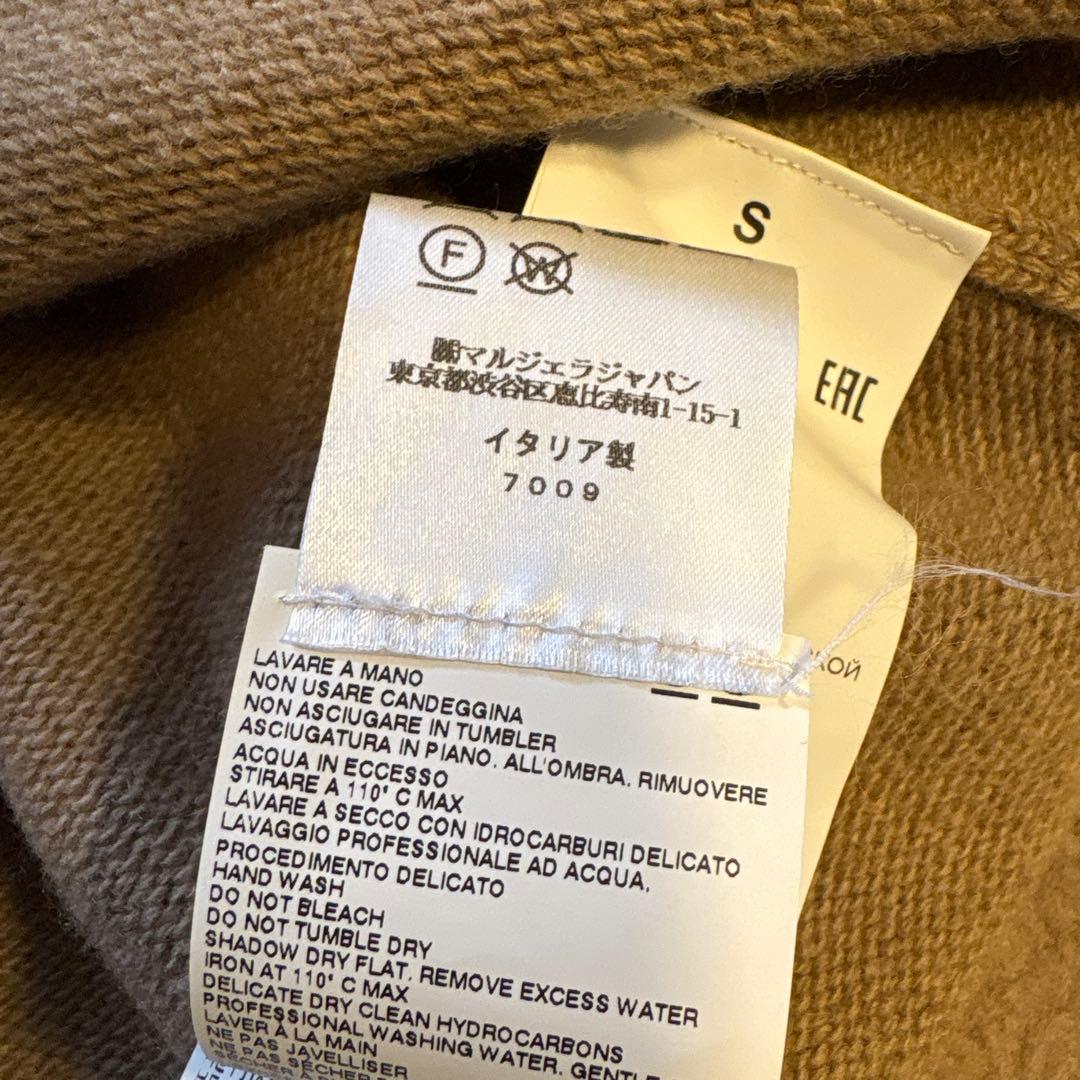 S
F
W
㈱マルジェラジャパン
東京都渋谷区恵比寿南1-15-1
イタリア製
7009
EAC
КОЙ
LAVARE A MANO
NON USARE CANDEGGINA
NON ASCIUGARE IN TUMBLER
ASCIUGATURA IN PIANO. ALL'OMBRA. RIMUOVERE
ACQUA IN ECCESSO
STIRARE A 110° C MAX
LAVARE A SECCO CON IDROCARBURI DELICATO
LAVAGGIO PROFESSIONALE AD ACQUA,
PROCEDIMENTO DELICATO
HAND WASH
DO NOT BLEACH
DO NOT TUMBLE DRY
SHADOW DRY FLAT. REMOVE EXCESS WATER
IRON AT 110° C MAX
DELICATE DRY CLEAN HYDROCARBONS
PROFESSIONAL WASHING WATER. GENTLE
LAVER À LA MAIN
NE PAS JAVELLISER
NE PAS SÉCHER
SÉCHER À